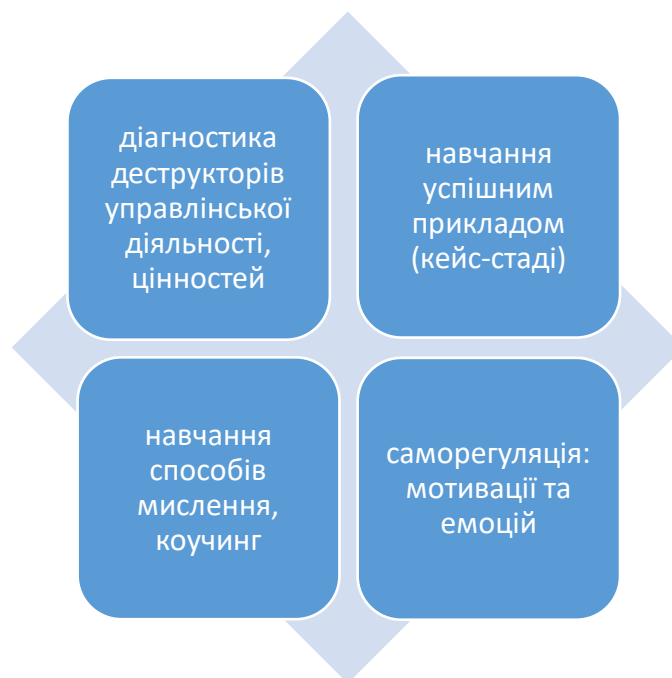 діагностика
деструкторів
управлінської
діяльності,
цінностей
навчання
успішним
прикладом
(кейс-стаді)
навчання
способів
мислення,
коучинг
саморегуляція:
мотивації та
емоцій